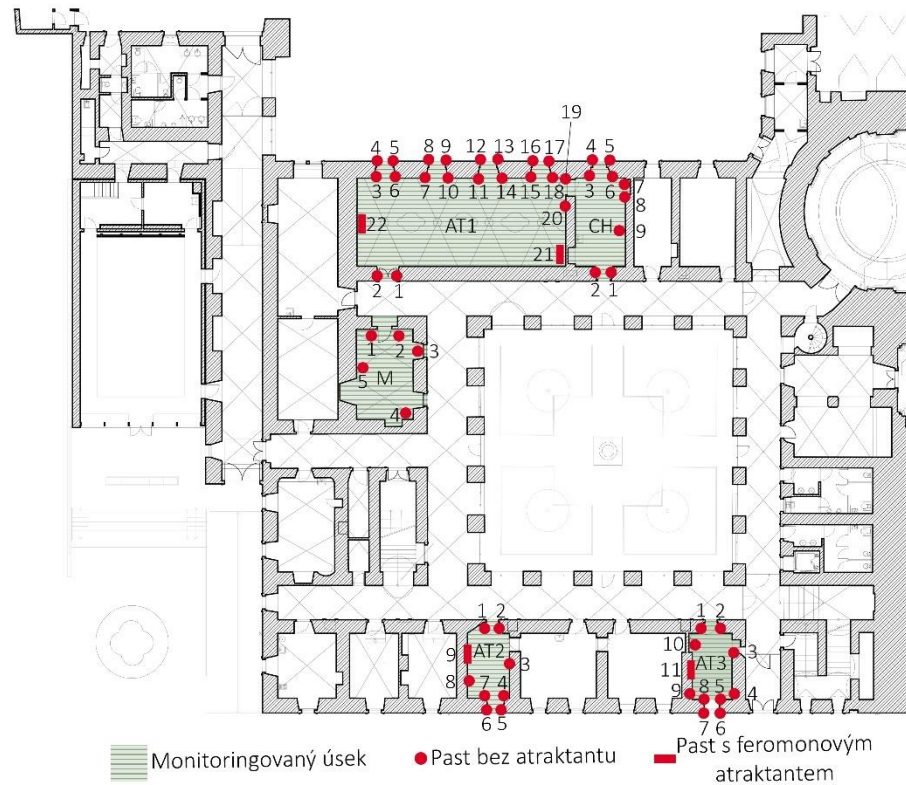 19
4 5 8 9 12 13 16 17 4 5
3 6 7 10 11 14 15 18 3 6 7
8
20
22 AT1 CH 9
21
2 1 2 1
1 2 3
5 M
4
1 2 1 2
10 3
9 AT2 3 11 AT3
8 7 4 9 8 5 4
6 5 7 6
Monitoringovaný úsek
Past bez atraktantu
Past s feromonovým
atraktantem